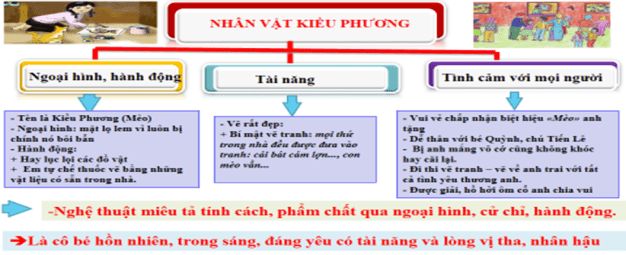 NHÂN VẬT KIỀU PHƯƠNG
Ngoại hình, hành động
- Tên là Kiều Phương (Mèo)
- Ngoại hình: mặt lọ lem vì luôn bị
chính nó bôi bẩn
- Hành động:
+ Hay lục lọi các đồ vật
+ Em tự chế thuốc vẽ bằng những
vật liệu có sẵn trong nhà.
Tài năng
- Vẽ rất đẹp:
+ Bí mật vẽ tranh: mọi thứ
trong nhà đều được đưa vào
tranh: cái bát cám lợn..., con
mèo vằn...
Tình cảm với mọi người
- Vui vẻ chấp nhận biệt hiệu «Mèo» anh
tặng
- Dễ thân với bé Quỳnh, chú Tiến Lê
- Bị anh mắng vô cớ cũng không khóc
hay cãi lại.
- Đi thi vẽ tranh – vẽ về anh trai với tất
cả tình yêu thương anh.
- Được giải, hồ hởi ôm cổ anh chia vui
-Nghệ thuật miêu tả tính cách, phẩm chất qua ngoại hình, cử chỉ, hành động.
➔Là cô bé hồn nhiên, trong sáng, đáng yêu có tài năng và lòng vị tha, nhân hậu